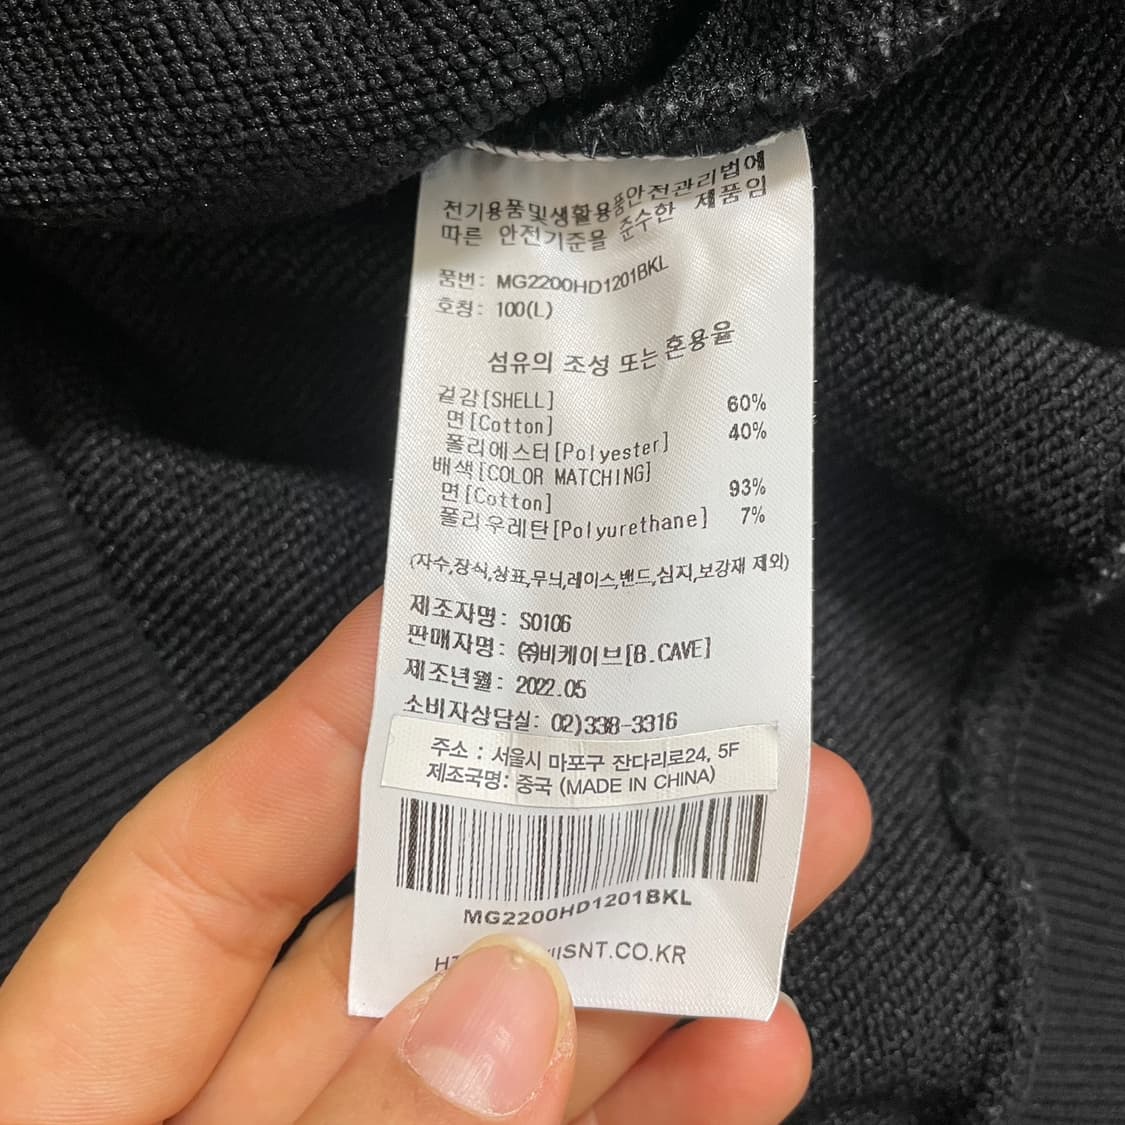 전기용품및생활용품안전관리법에
따른 안전기준을 준수한 제품임
품번: MG2200HD1201BKL
호칭: 100(L)
섬유의 조성 또는 혼용율
겉감[SHELL]
면[Cotton] 60%
폴리에스터[Polyester] 40%
배색[COLOR MATCHING]
면[Cotton] 93%
폴리우레탄[Polyurethane] 7%
(자수,장식,상표,무늬,레이스,밴드,심지,보강재 제외)
제조자명: S0106
판매자명: ㈜비케이브[B.CAVE]
제조년월: 2022.05
소비자상담실: 02)338-3316
주소 : 서울시 마포구 잔다리로24, 5F
제조국명: 중국 (MADE IN CHINA)
MG2200HD1201BKL